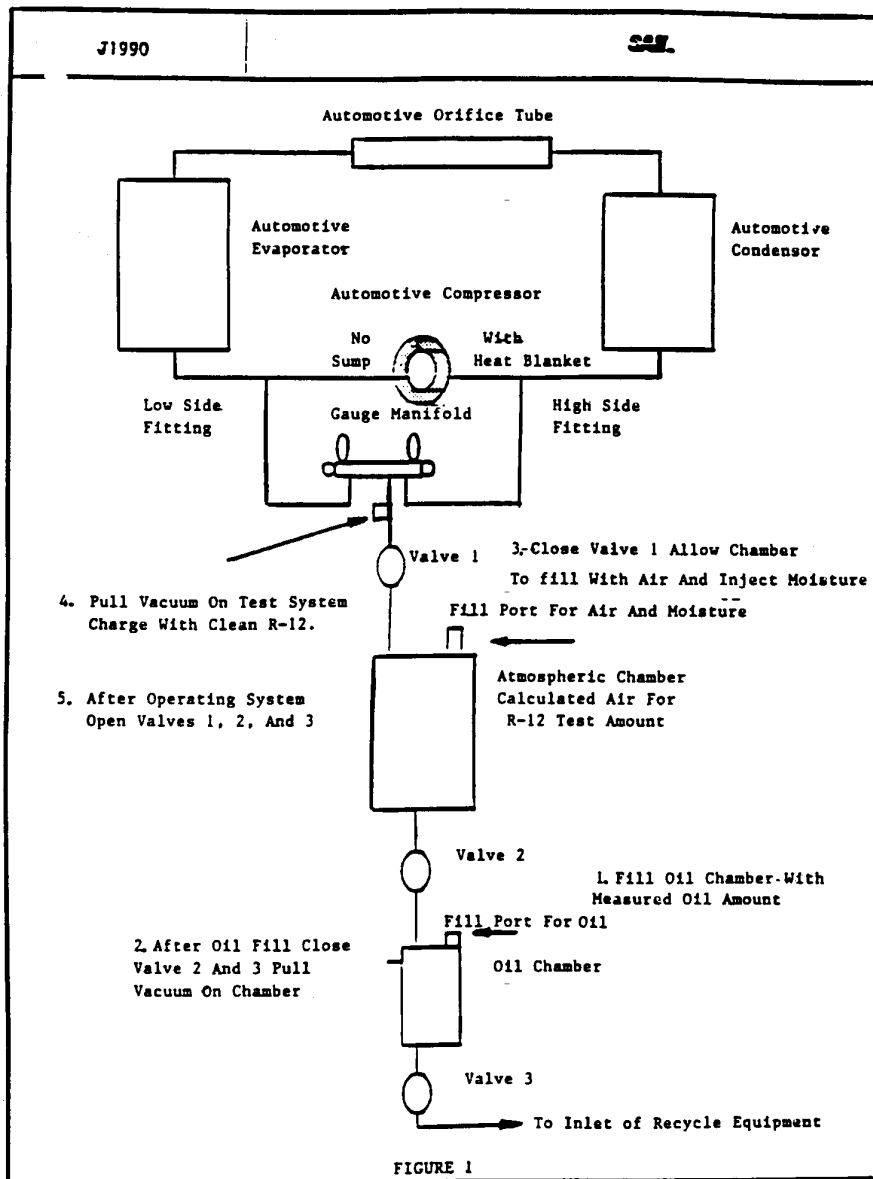 J1990
SAE.
Automotive Orifice Tube
Automotive
Evaporator
Automotive
Condensor
Automotive Compressor
No
Sump
With
Heat Blanket
Low Side
Fitting
Gauge Manifold
High Side
Fitting
Valve 1
3.-Close Valve 1 Allow Chamber
To fill With Air And Inject Moisture
4. Pull Vacuum On Test System
Charge With Clean R-12.
Fill Port For Air And Moisture
5. After Operating System
Open Valves 1, 2, And 3
Atmospheric Chamber
Calculated Air For
R-12 Test Amount
Valve 2
1. Fill Oil Chamber-With
Measured Oil Amount
Fill Port For Oil
2. After Oil Fill Close
Valve 2 And 3 Pull
Vacuum On Chamber
Oil Chamber
Valve 3
To Inlet of Recycle Equipment
FIGURE 1